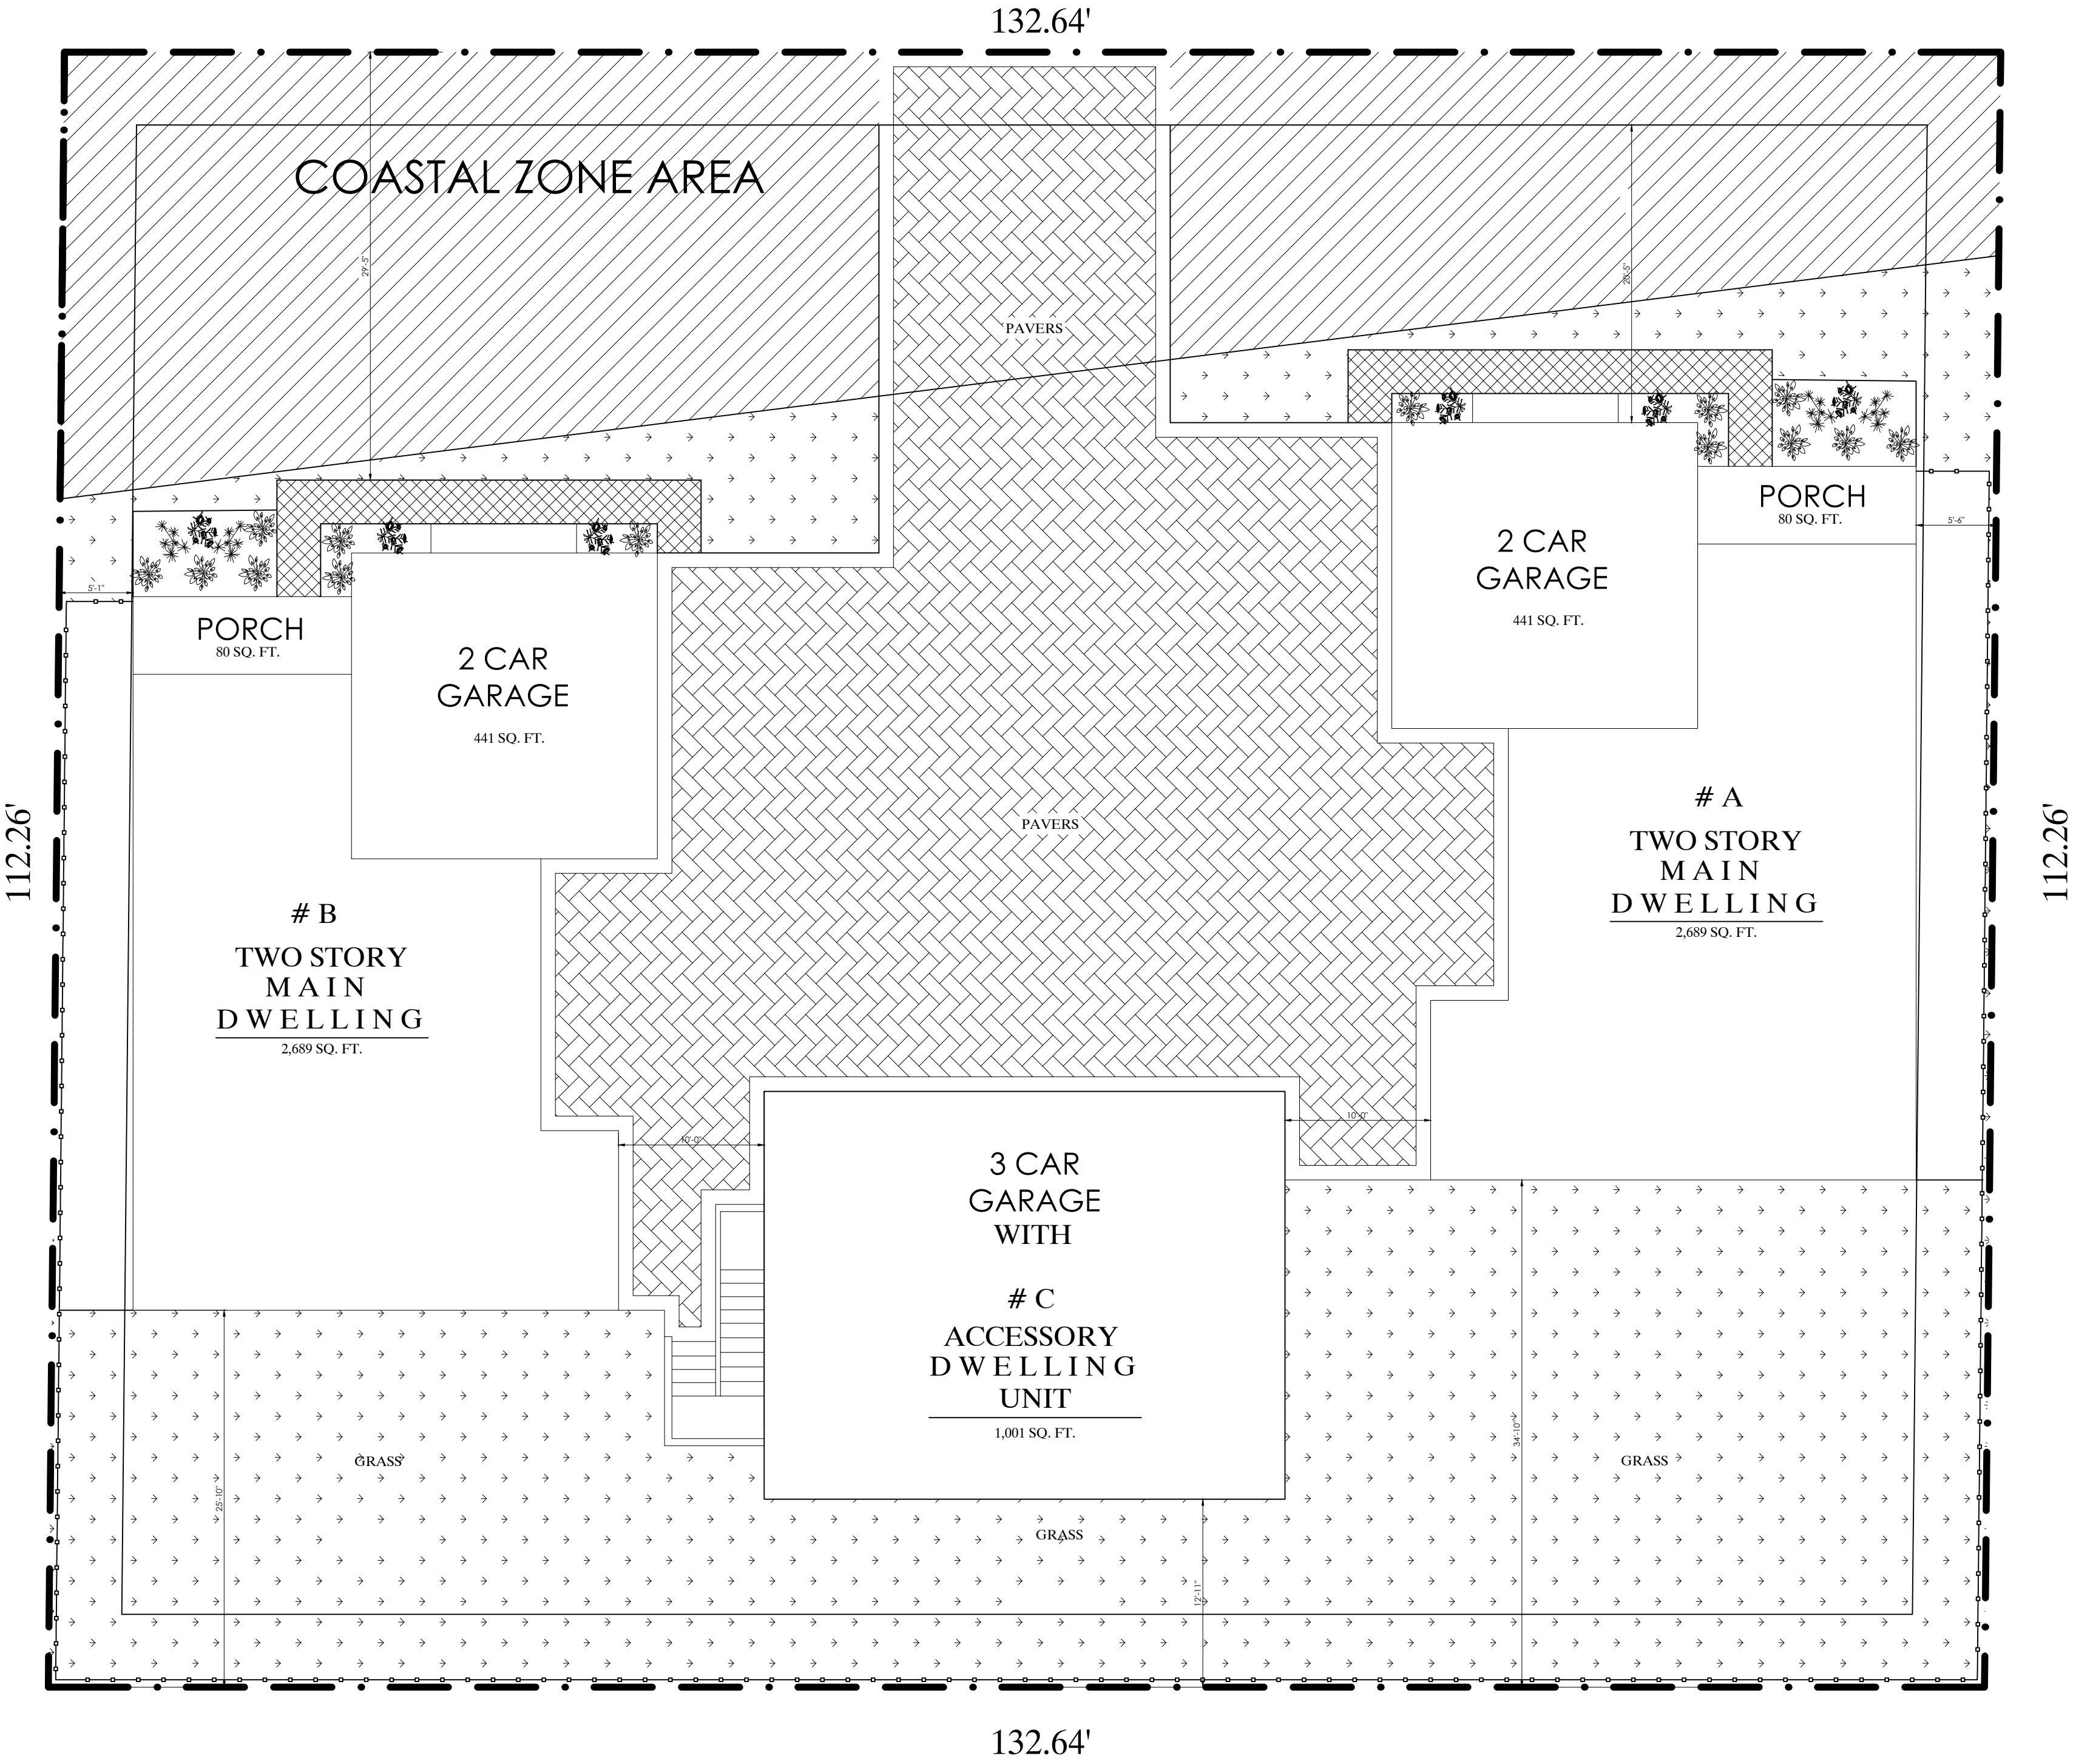 132.64'
COASTAL ZONE AREA
29'-5"
20'-5"
PAVERS
PORCH
80 SQ. FT.
5'-6"
2 CAR
GARAGE
441 SQ. FT.
5'-1"
PORCH
80 SQ. FT.
2 CAR
GARAGE
441 SQ. FT.
PAVERS
112.26'
112.26'
# A
TWO STORY
MAIN
DWELLING
2,689 SQ. FT.
# B
TWO STORY
MAIN
DWELLING
2,689 SQ. FT.
10'-0"
10'-0"
3 CAR
GARAGE
WITH
# C
ACCESSORY
DWELLING
UNIT
1,001 SQ. FT.
34'-10"
GRASS
GRASS
25'-10"
GRASS
12'-11"
132.64'